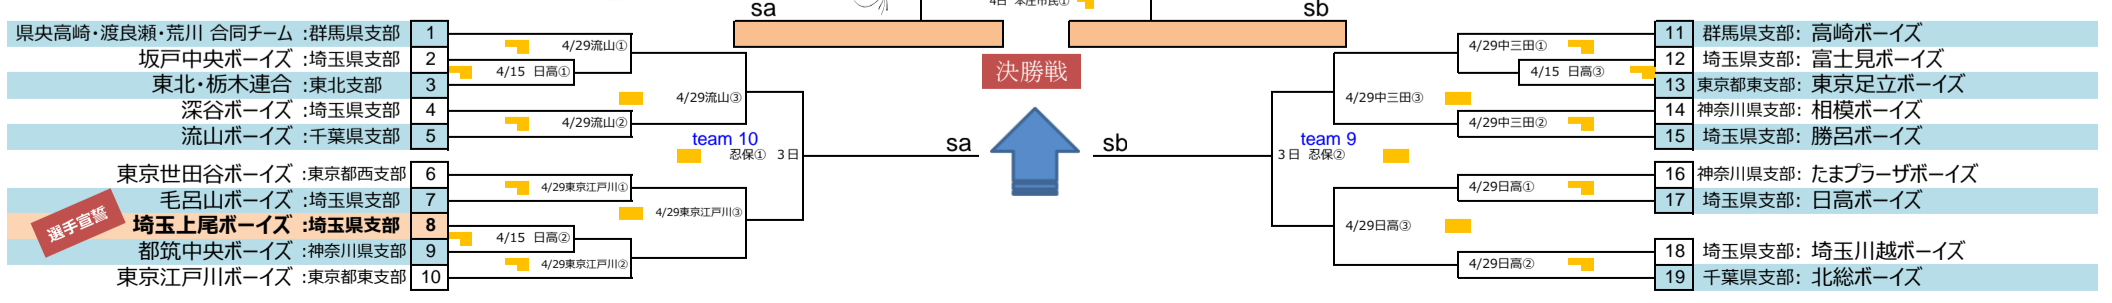 sa
4日 本庄市民①
sb
県央高崎・渡良瀬・荒川 合同チーム :群馬県支部 1
坂戸中央ボーイズ :埼玉県支部 2
東北・栃木連合 :東北支部 3
深谷ボーイズ :埼玉県支部 4
流山ボーイズ :千葉県支部 5
東京世田谷ボーイズ :東京都西支部 6
毛呂山ボーイズ :埼玉県支部 7
選手宣誓
埼玉上尾ボーイズ :埼玉県支部 8
都筑中央ボーイズ :神奈川県支部 9
東京江戸川ボーイズ :東京都東支部 10
4/29流山①
4/15 日高①
4/29流山③
4/29流山②
team 10
忍保① 3日
4/29東京江戸川①
4/29東京江戸川③
4/15 日高②
4/29東京江戸川②
決勝戦
sa
sb
4/29中三田①
4/15 日高③
4/29中三田③
4/29中三田②
team 9
3日 忍保②
4/29日高①
4/29日高③
4/29日高②
11 群馬県支部: 高崎ボーイズ
12 埼玉県支部: 富士見ボーイズ
13 東京都東支部: 東京足立ボーイズ
14 神奈川県支部: 相模ボーイズ
15 埼玉県支部: 勝呂ボーイズ
16 神奈川県支部: たまプラーザボーイズ
17 埼玉県支部: 日高ボーイズ
18 埼玉県支部: 埼玉川越ボーイズ
19 千葉県支部: 北総ボーイズ